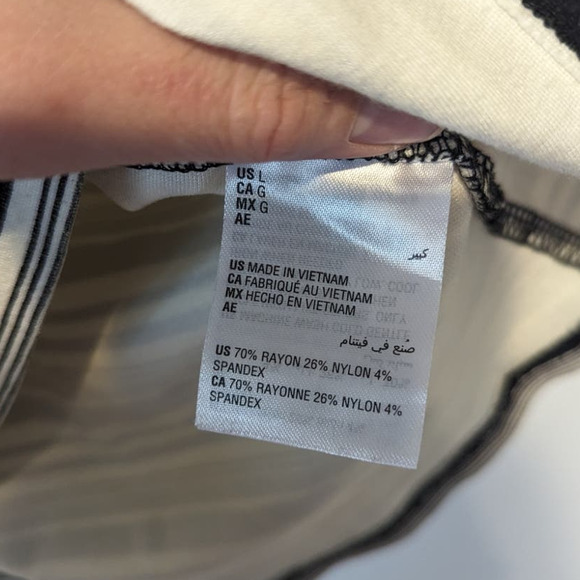 US L
CA G
MX G
AE
كبير
US MADE IN VIETNAM
CA FABRIQUÉ AU VIETNAM
MX HECHO EN VIETNAM
AE
صُنع في فيتنام
US 70% RAYON 26% NYLON 4%
SPANDEX
CA 70% RAYONNE 26% NYLON 4%
SPANDEX